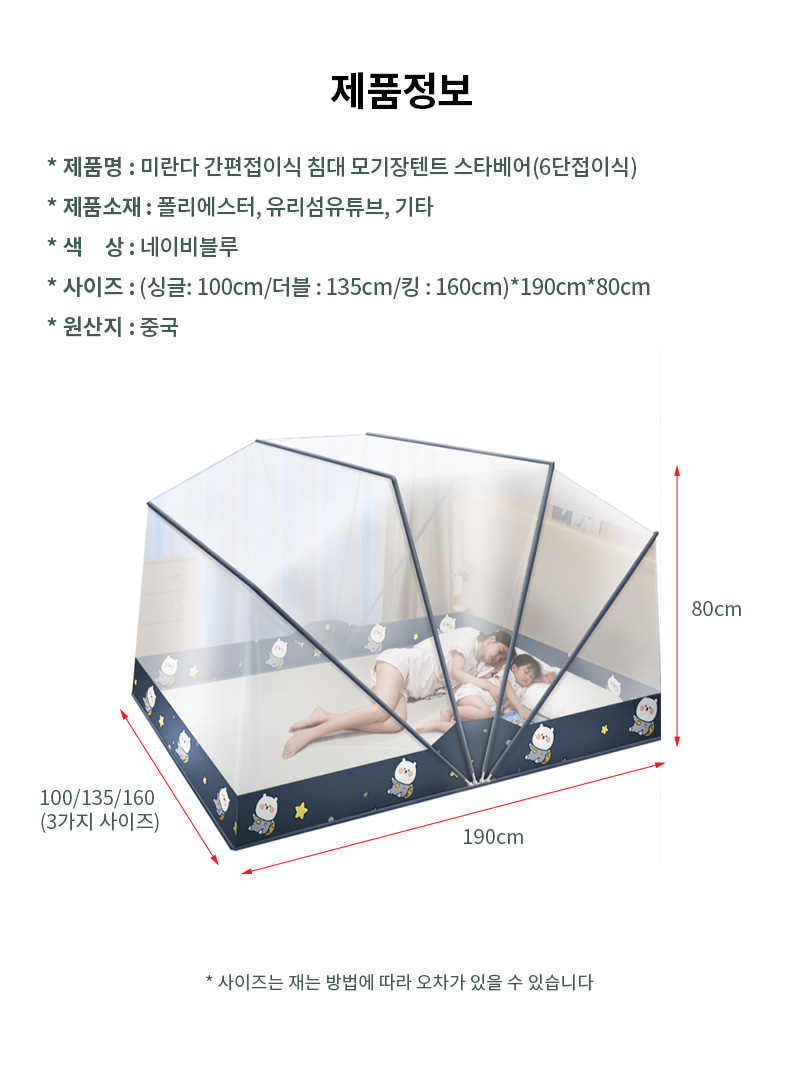 제품정보
* 제품명 : 미란다 간편접이식 침대 모기장텐트 스타베어(6단접이식)
* 제품소재 : 폴리에스터, 유리섬유튜브, 기타
* 색 상 : 네이비블루
* 사이즈 : (싱글: 100cm/더블 : 135cm/킹 : 160cm)*190cm*80cm
* 원산지 : 중국
80cm
100/135/160
(3가지 사이즈)
190cm
* 사이즈는 재는 방법에 따라 오차가 있을 수 있습니다